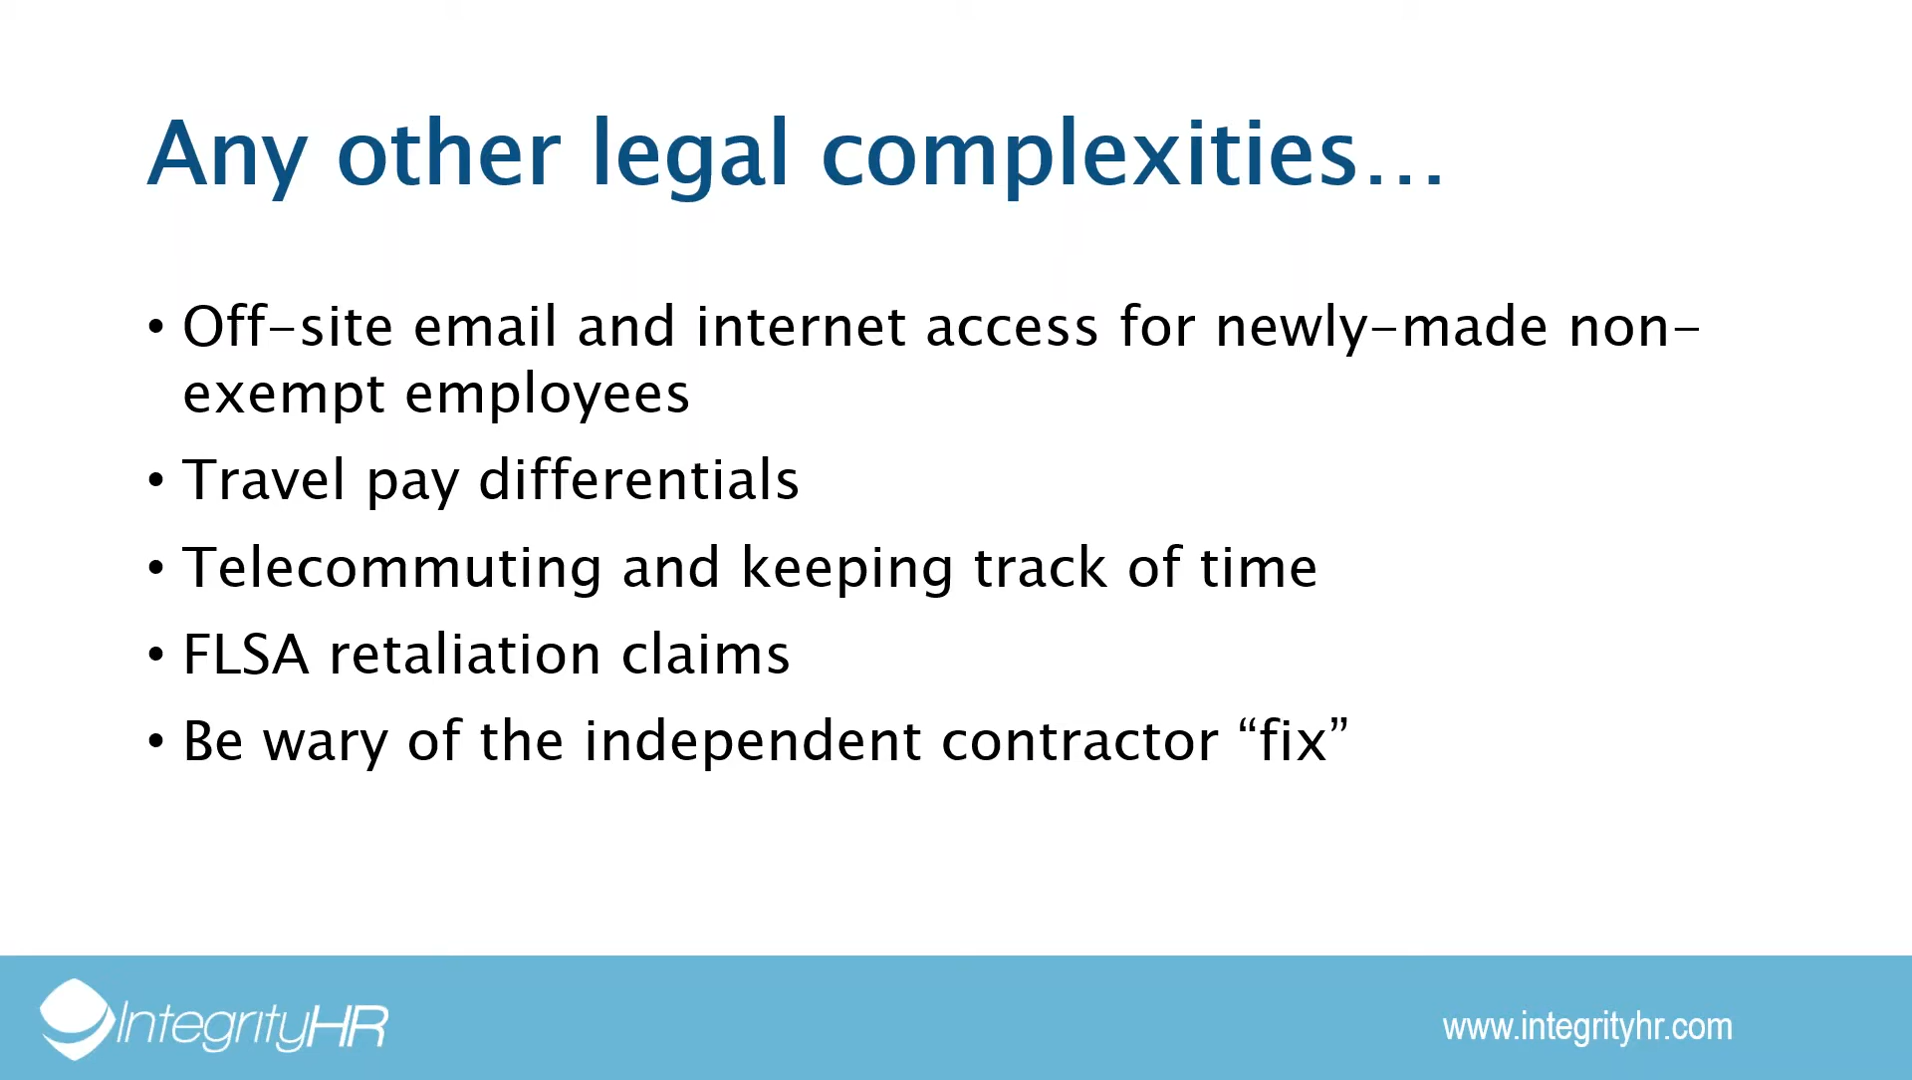 Any other legal complexities...
• Off-site email and internet access for newly-made non-
exempt employees
• Travel pay differentials
• Telecommuting and keeping track of time
• FLSA retaliation claims
• Be wary of the independent contractor “fix”
IntegrityHR
www.integrityhr.com